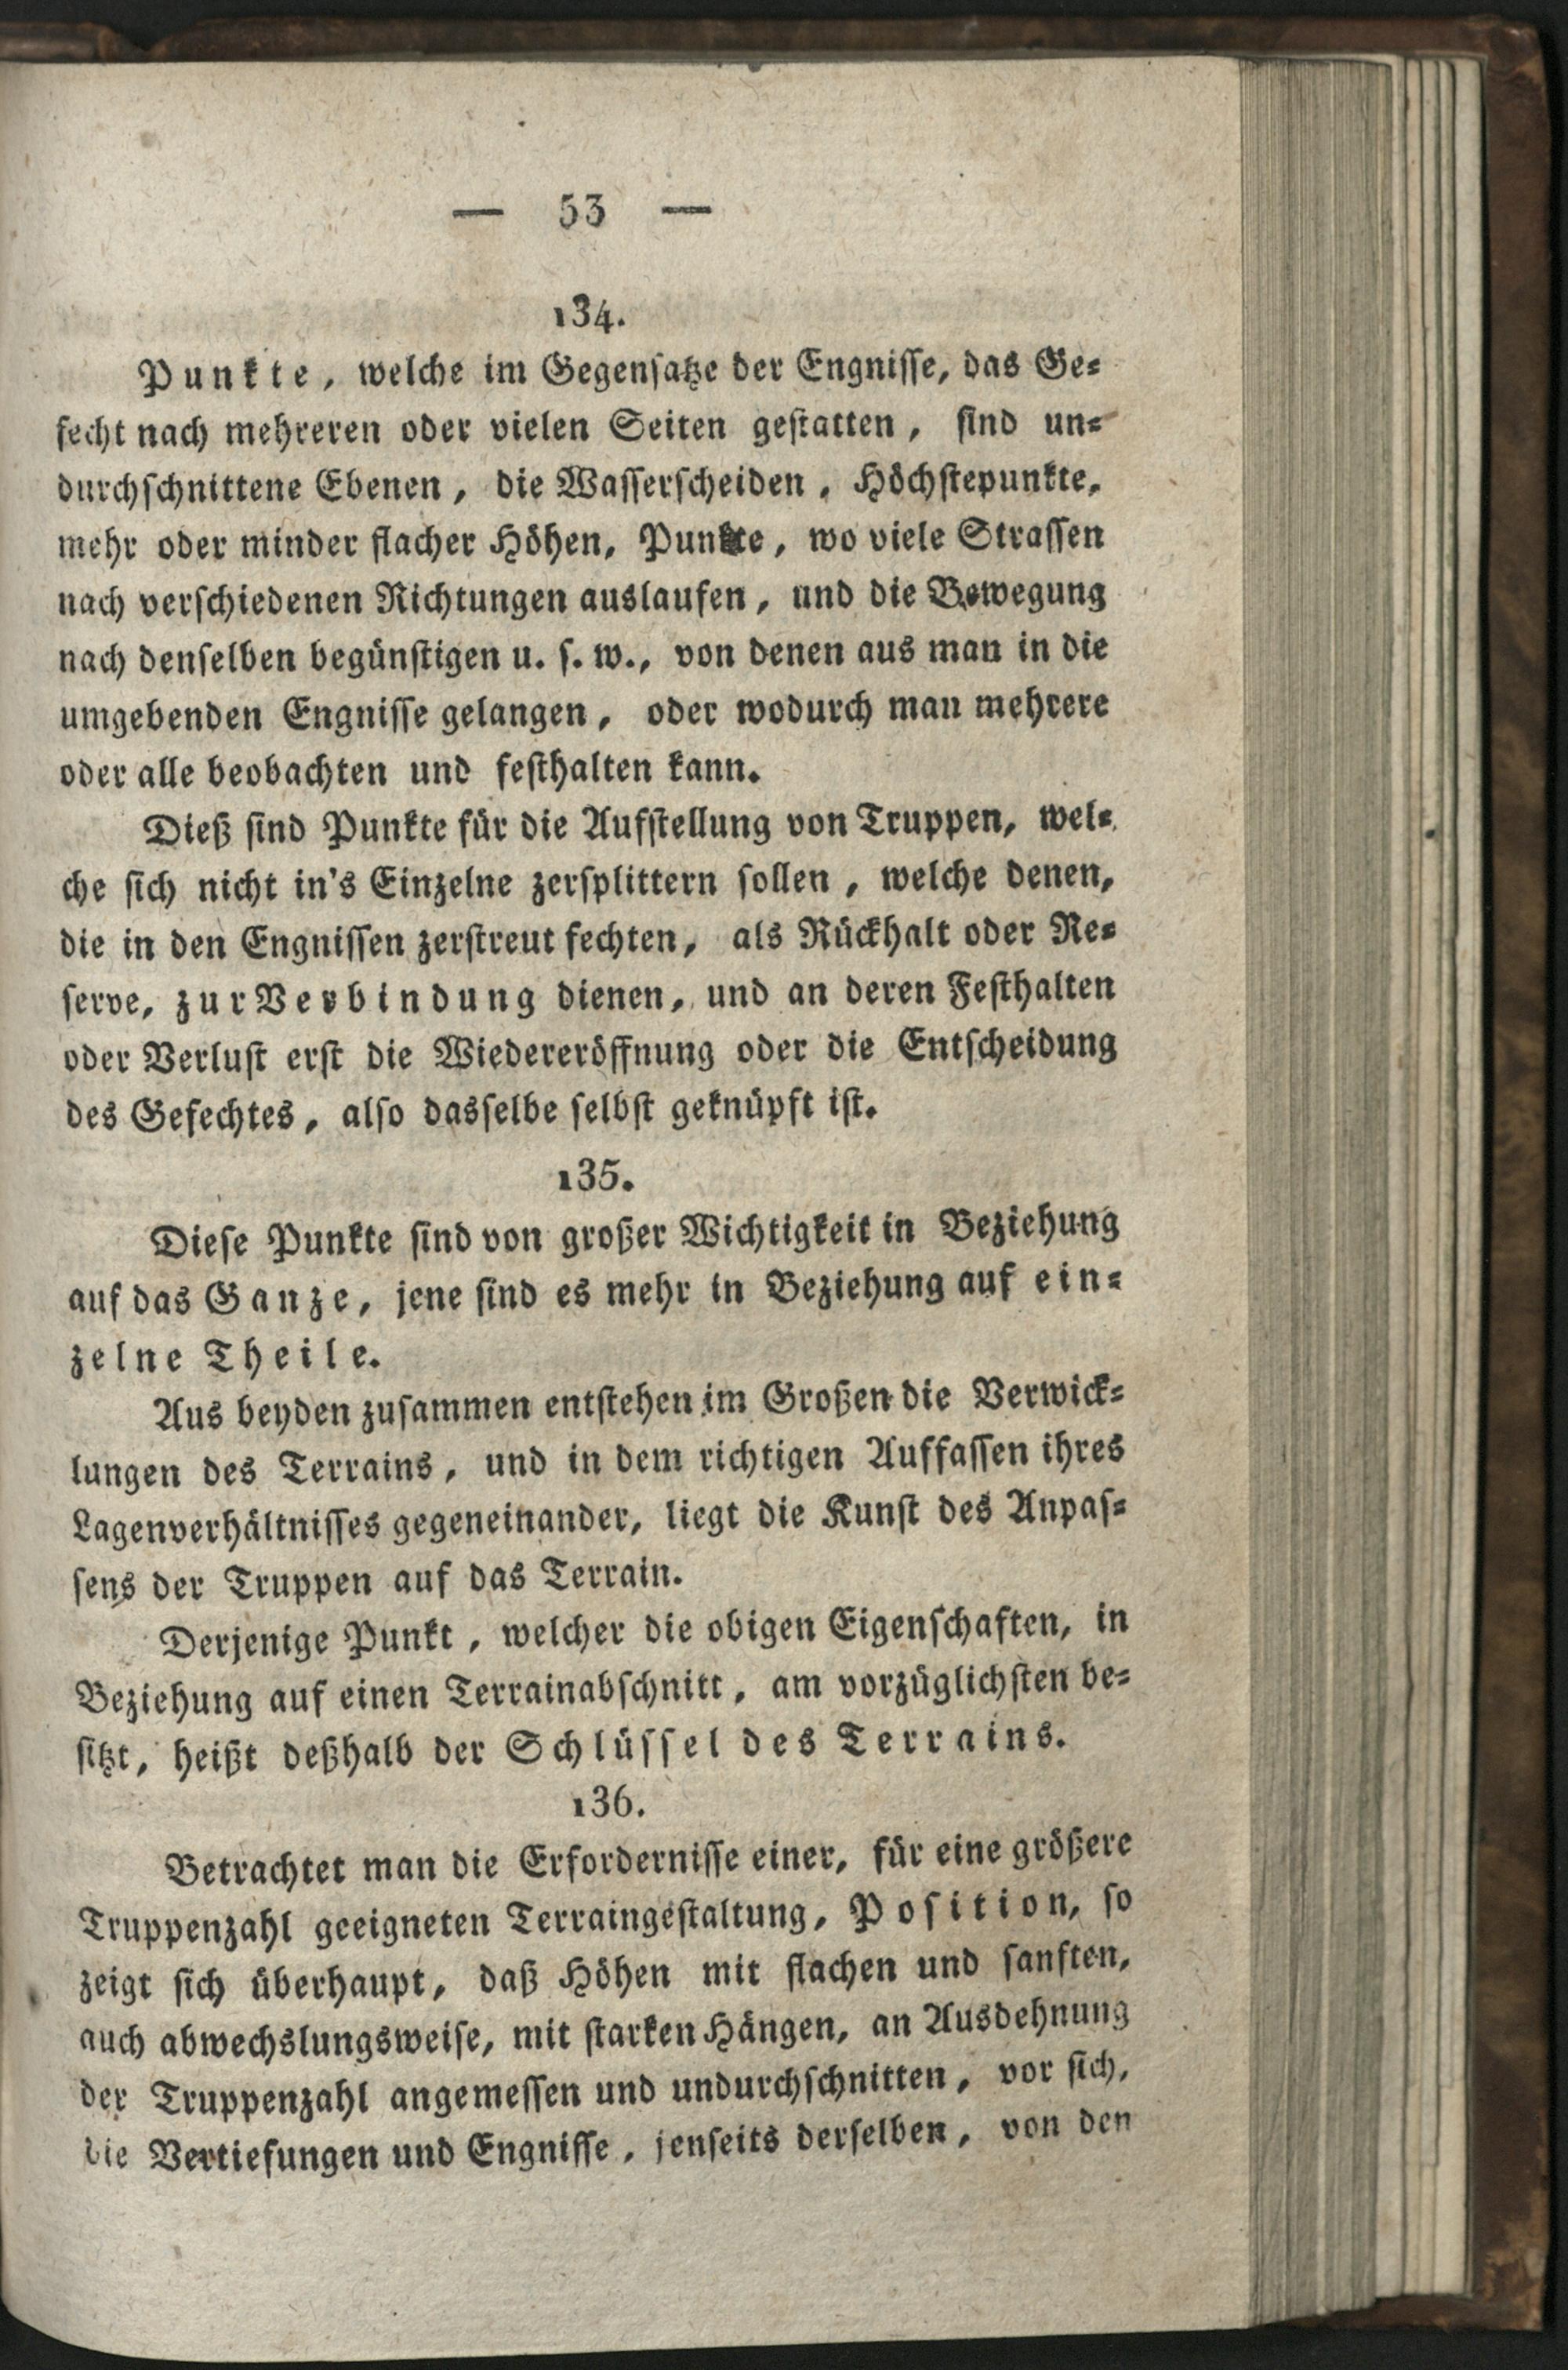 — 53 —
134.
Punkte, welche im Gegensatze der Engnisse, das Ge=
fecht nach mehreren oder vielen Seiten gestatten, sind un=
durchschnittene Ebenen, die Wasserscheiden, Höchstepunkte,
mehr oder minder flacher Höhen, Punkte, wo viele Strassen
nach verschiedenen Richtungen auslaufen, und die Bewegung
nach denselben begünstigen u. s. w., von denen aus man in die
umgebenden Engnisse gelangen, oder wodurch man mehrere
oder alle beobachten und festhalten kann.
Dieß sind Punkte für die Aufstellung von Truppen, wel=
che sich nicht in's Einzelne zersplittern sollen, welche denen,
die in den Engnissen zerstreut fechten, als Rückhalt oder Re=
serve, zur Verbindung dienen, und an deren Festhalten
oder Verlust erst die Wiedereröffnung oder die Entscheidung
des Gefechtes, also dasselbe selbst geknüpft ist.
135.
Diese Punkte sind von großer Wichtigkeit in Beziehung
auf das Ganze, jene sind es mehr in Beziehung auf ein=
zelne Theile.
Aus beyden zusammen entstehen im Großen die Verwick=
lungen des Terrains, und in dem richtigen Auffassen ihres
Lagenverhältnisses gegeneinander, liegt die Kunst des Anpas=
sens der Truppen auf das Terrain.
Derjenige Punkt, welcher die obigen Eigenschaften, in
Beziehung auf einen Terrainabschnitt, am vorzüglichsten be=
sitzt, heißt deßhalb der Schlüssel des Terrains.
136.
Betrachtet man die Erfordernisse einer, für eine größere
Truppenzahl geeigneten Terraingestaltung, Position, so
zeigt sich überhaupt, daß Höhen mit flachen und sanften,
auch abwechslungsweise, mit starken Hängen, an Ausdehnung
der Truppenzahl angemessen und undurchschnitten, vor sich,
die Vertiefungen und Engnisse, jenseits derselben, von den